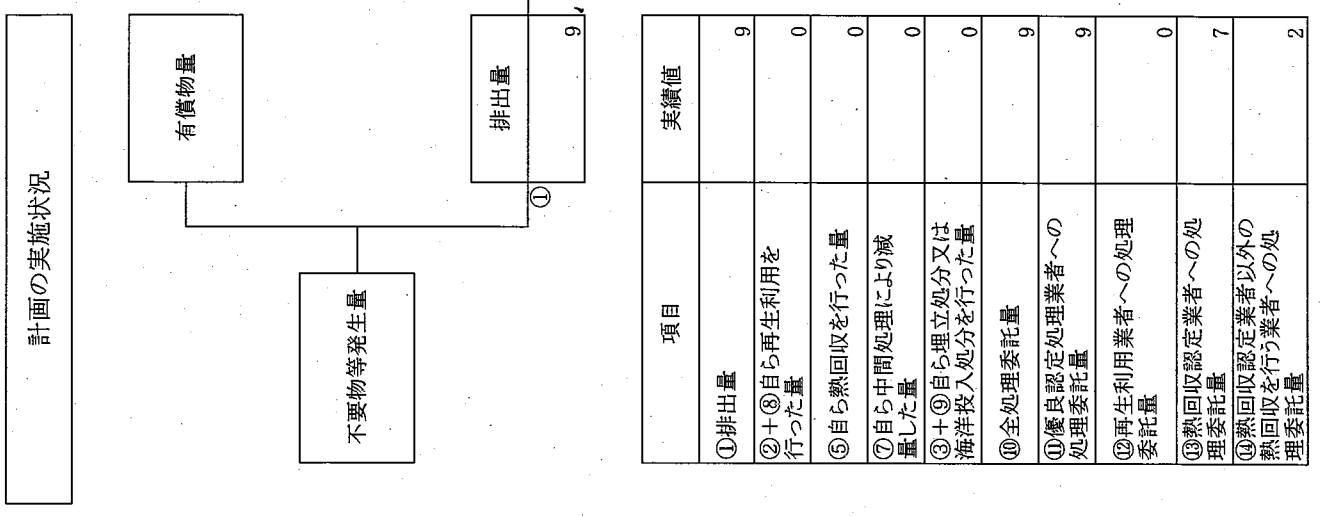 計画の実施状況
有償物量
不要物等発生量
排出量
①
9
項目
実績値
①排出量
9
②+⑧自ら再生利用を
行った量
0
⑤自ら熱回収を行った量
0
⑦自ら中間処理により減
量した量
0
③+⑨自ら埋立処分又は
海洋投入処分を行った量
0
⑩全処理委託量
9
⑪優良認定処理業者への
処理委託量
9
⑫再生利用業者への処理
委託量
0
⑬熱回収認定業者への処
理委託量
7
⑭熱回収認定業者以外の
熱回収を行う業者への処
理委託量
2